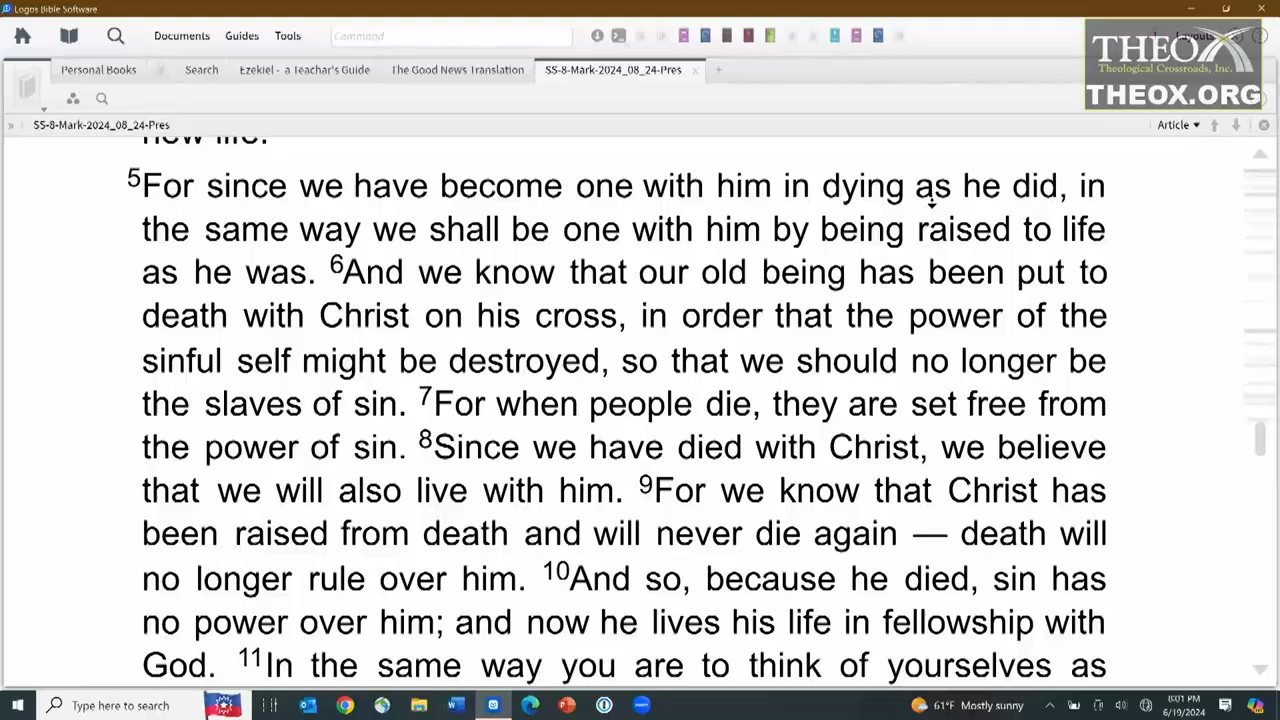 Logos Bible Software
Documents Guides Tools Command
THEOX
Theological Crossroads, Inc.
THEOX.ORG
Personal Books Search Ezekiel - a Teacher's Guide Translation SS-8-Mark-2024_08_24-Pres
SS-8-Mark-2024_08_24-Pres Article
new life.
5For since we have become one with him in dying as he did, in
the same way we shall be one with him by being raised to life
as he was. 6And we know that our old being has been put to
death with Christ on his cross, in order that the power of the
sinful self might be destroyed, so that we should no longer be
the slaves of sin. 7For when people die, they are set free from
the power of sin. 8Since we have died with Christ, we believe
that we will also live with him. 9For we know that Christ has
been raised from death and will never die again — death will
no longer rule over him. 10And so, because he died, sin has
no power over him; and now he lives his life in fellowship with
God. 11In the same way you are to think of yourselves as
Type here to search 61°F Mostly sunny 8:01 PM
6/19/2024